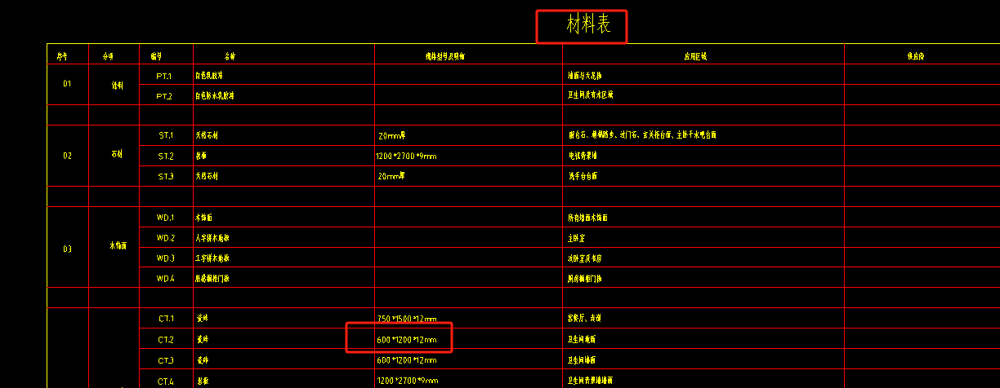 材料表
序号 分项 编号 名称 规格型号及明细 应用区域 供应商
01 涂料 PT.1 白色乳胶漆 墙面与天花板
PT.2 白色防水乳胶漆 卫生间及有水区域
02 石材 ST.1 天然石材 20mm厚 窗台石、楼梯踏步、过门石、玄关柜台面、主卧干水吧台面
ST.2 岩板 1200*2700*9mm 电视背景墙
ST.3 天然石材 20mm厚 洗手台台面
03 木饰面 WD.1 木饰面 所有墙面木饰面
WD.2 人字拼木地板 主卧室
WD.3 工字拼木地板 次卧室及书房
WD.4 橱柜门板 厨房橱柜门板
CT.1 瓷砖 750*1500*12mm 客餐厅、走道
CT.2 瓷砖 600*1200*12mm 卫生间地面
CT.3 瓷砖 600*1200*12mm 卫生间墙面
CT.4 岩板 1200*2700*9mm 卫生间背景墙墙面